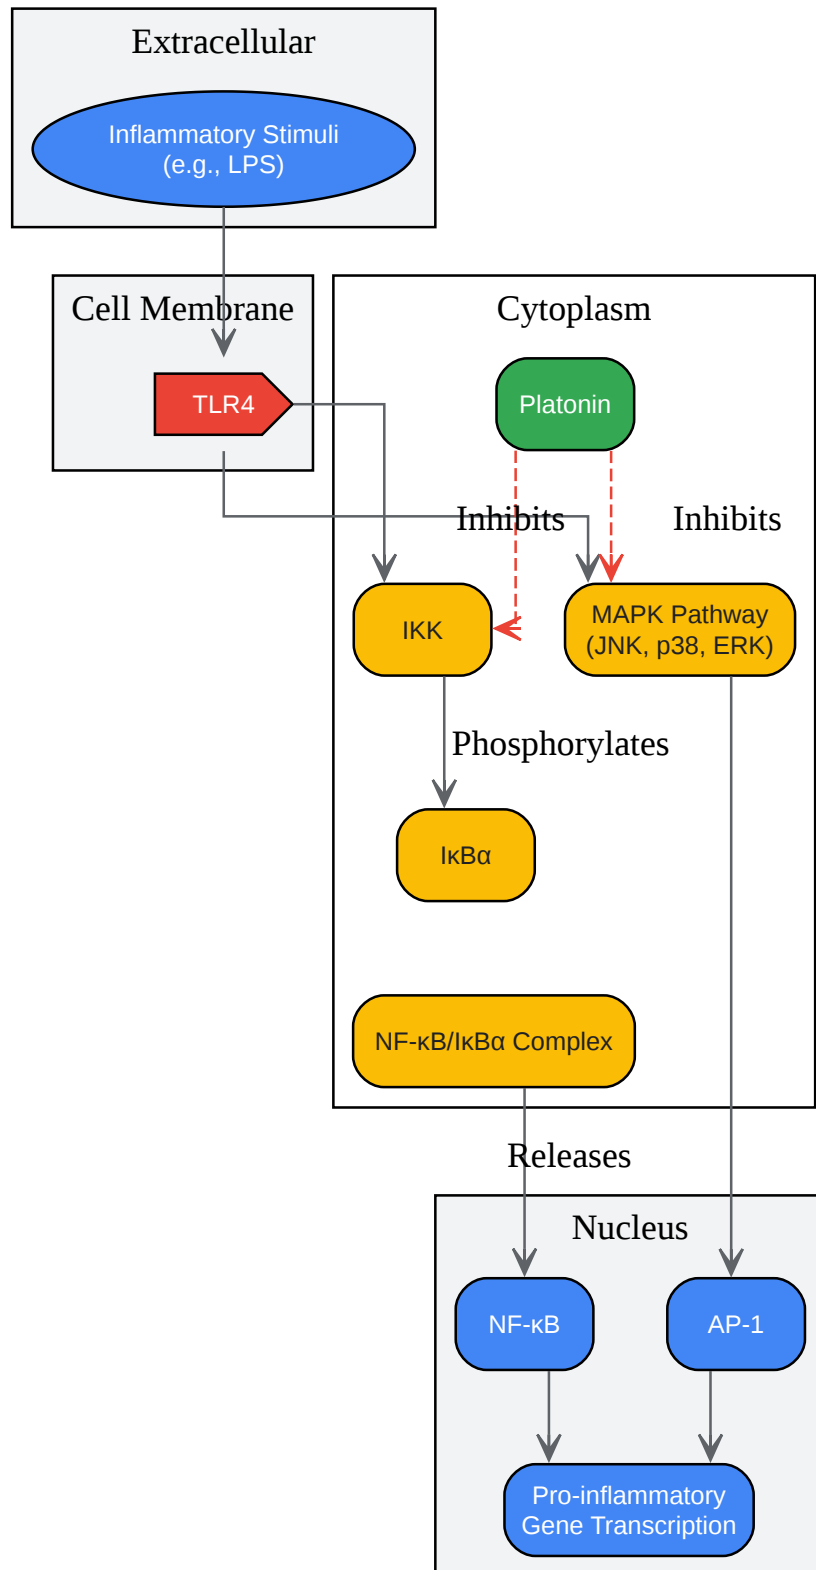 Extracellular
Inflammatory Stimuli
(e.g., LPS)
Cell Membrane
Cytoplasm
TLR4
Platonin
Inhibits
Inhibits
IKK
MAPK Pathway
(JNK, p38, ERK)
Phosphorylates
IκBα
NF-κB/IκBα Complex
Releases
Nucleus
NF-κB
AP-1
Pro-inflammatory
Gene Transcription